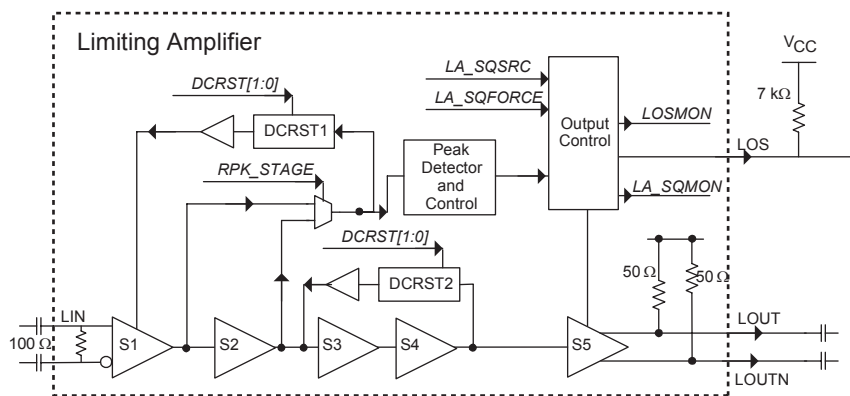 Limiting Amplifier
VCC
LA_SQSRC
DCRST[1:0]
7 kΩ
LA_SQFORCE
LOSMON
DCRST1
Output
Control
LOS
Peak
Detector
and
Control
RPK_STAGE
LA_SQMON
DCRST[1:0]
50 Ω
50 Ω
DCRST2
LIN
LOUT
100 Ω
S1
S2
S3
S4
S5
LOUTN